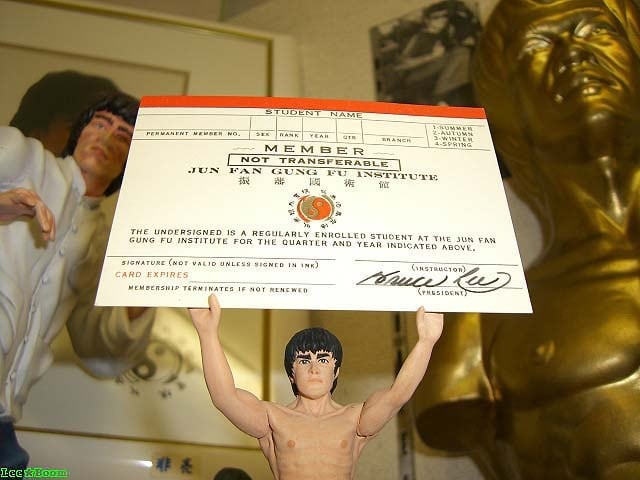 STUDENT NAME
PERMANENT MEMBER NO. SEX RANK YEAR QTR BRANCH
1-SUMMER
2-AUTUMN
3-WINTER
4-SPRING
MEMBER
NOT TRANSFERABLE
JUN FAN GUNG FU INSTITUTE
振 藩 國 術 館
THE UNDERSIGNED IS A REGULARLY ENROLLED STUDENT AT THE JUN FAN
GUNG FU INSTITUTE FOR THE QUARTER AND YEAR INDICATED ABOVE.
SIGNATURE (NOT VALID UNLESS SIGNED IN INK)
CARD EXPIRES
MEMBERSHIP TERMINATES IF NOT RENEWED
(INSTRUCTOR)
Bruce Lee
(PRESIDENT)